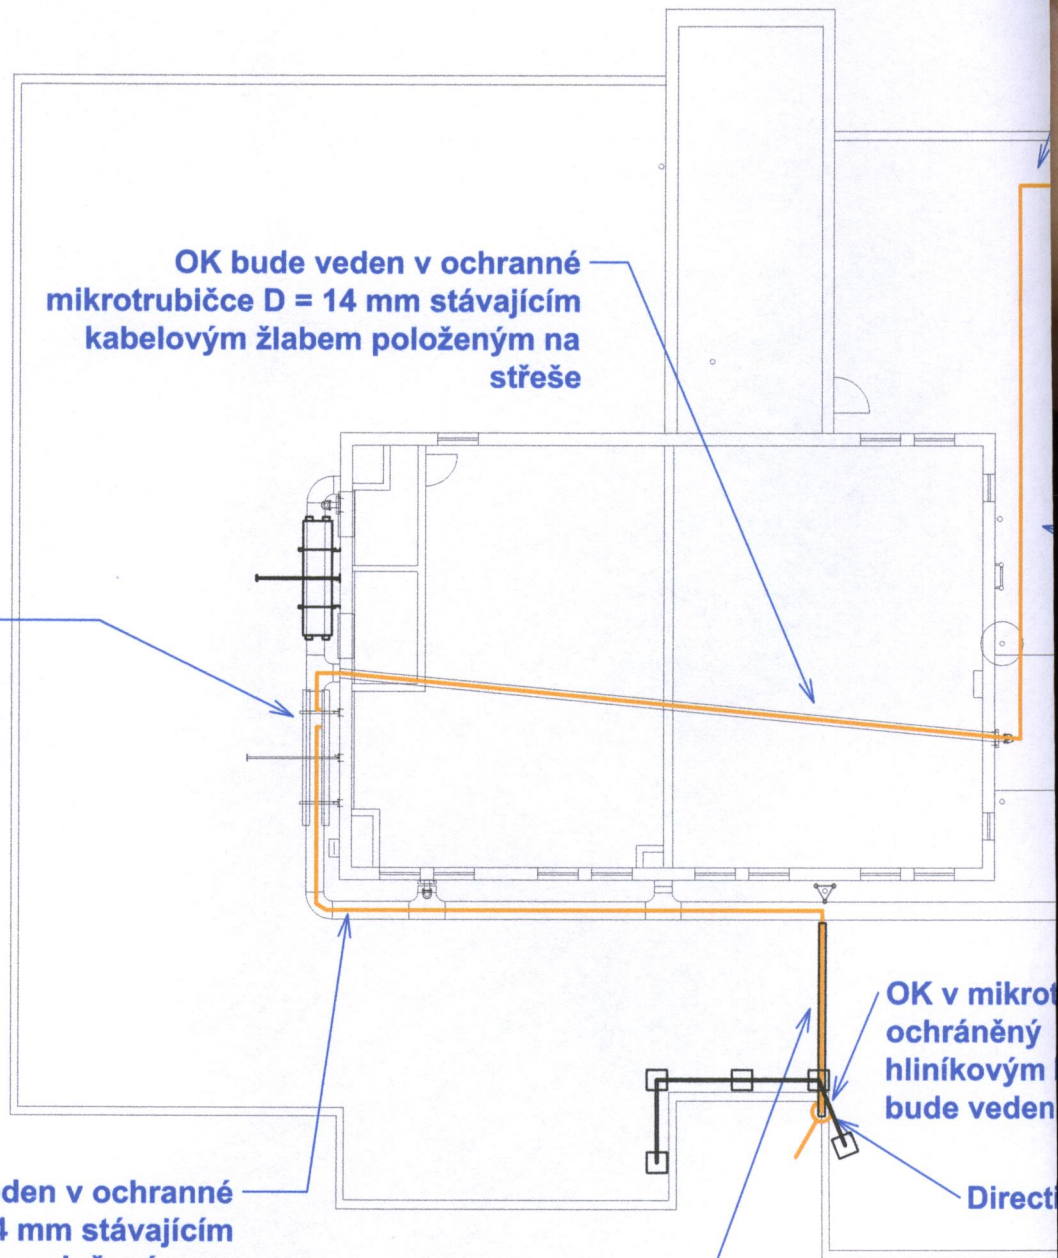 OK bude veden v ochranné
mikrotrubičce D = 14 mm stávajícím
kabelovým žlabem položeným na
střeše
OK v mikrot
ochráněný
hliníkovým
bude veden
Directi
den v ochranné
4 mm stávajícím